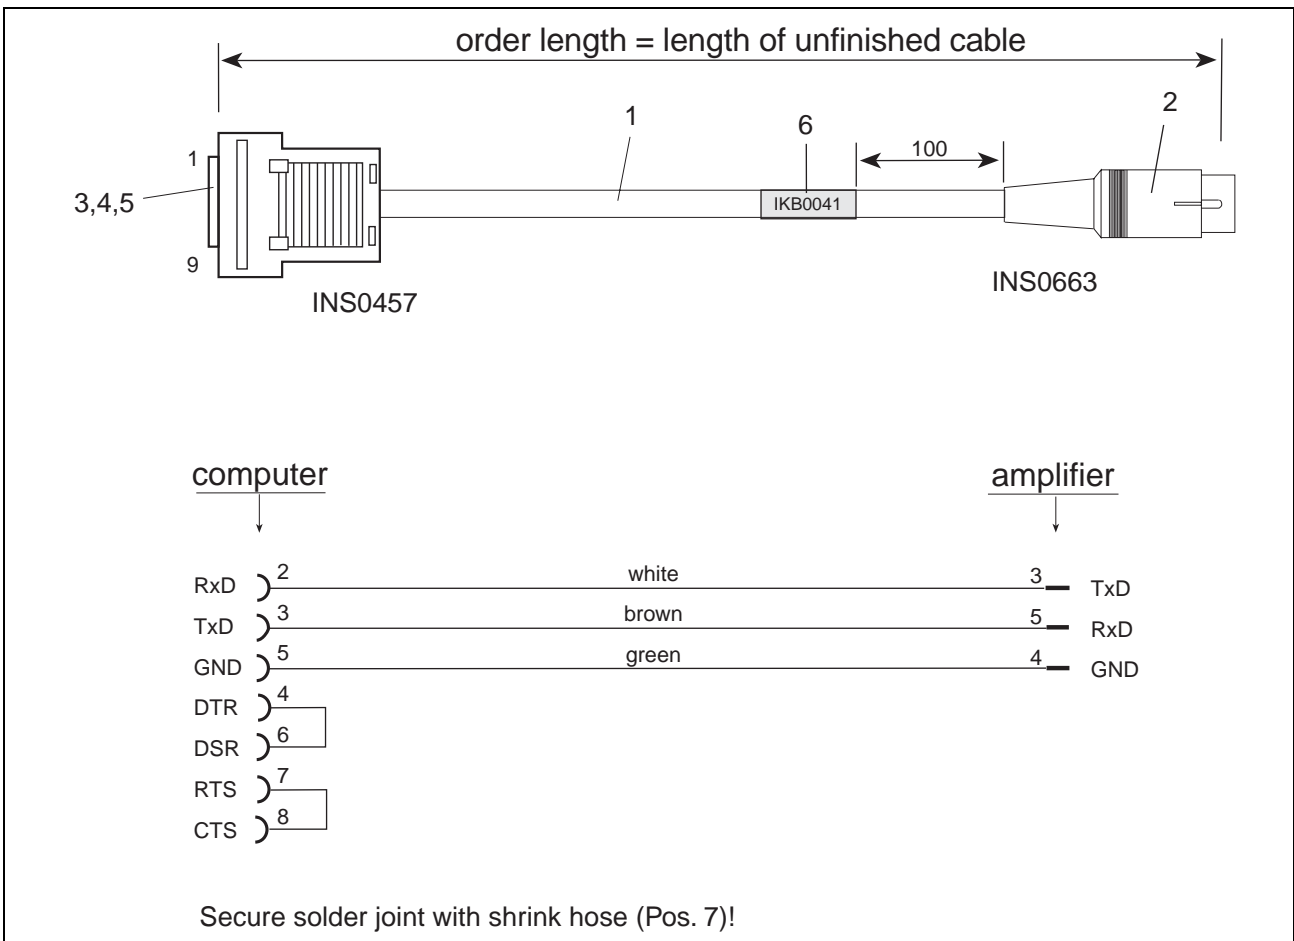 order length = length of unfinished cable
1
6
2
1
100
3,4,5
IKB0041
9
INS0457
INS0663
computer
amplifier
RxD 2 white 3 TxD
TxD 3 brown 5 RxD
GND 5 green 4 GND
DTR 4
DSR 6
RTS 7
CTS 8
Secure solder joint with shrink hose (Pos. 7)!